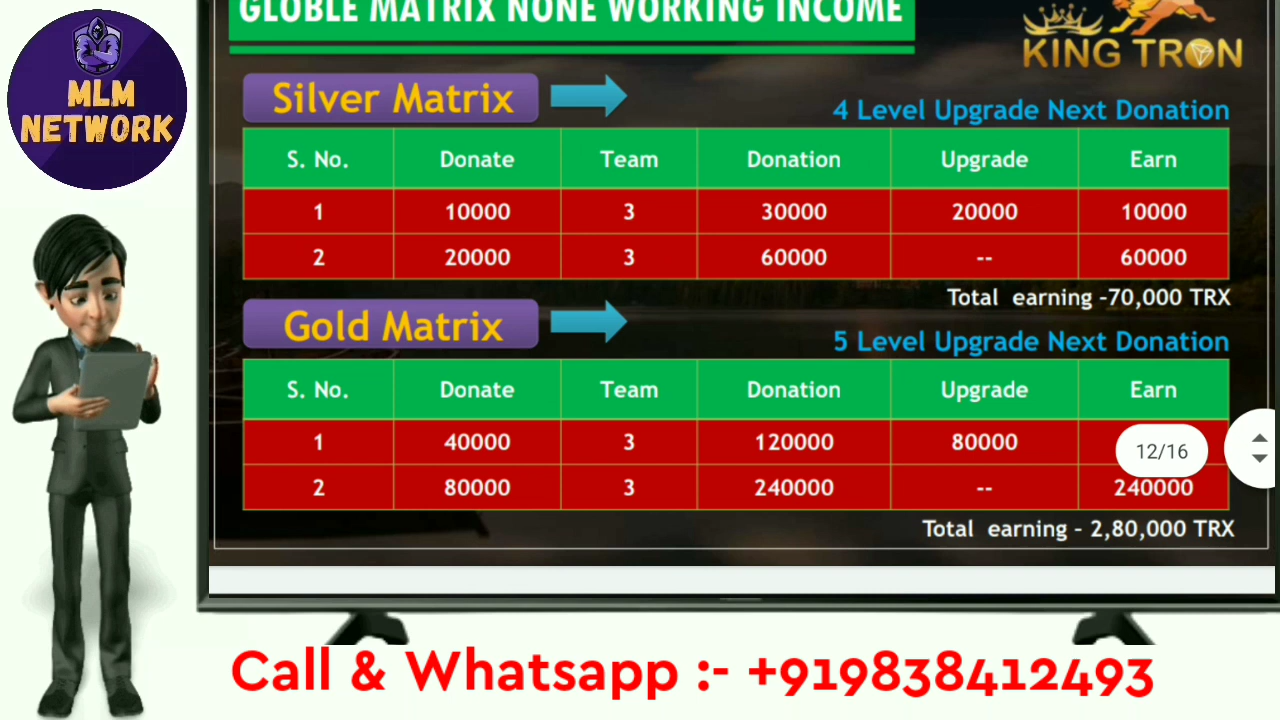 GLOBLE MATRIX NONE WORKING INCOME
MLM
NETWORK
KING TRON
Silver Matrix
4 Level Upgrade Next Donation
S. No. Donate Team Donation Upgrade Earn
1 10000 3 30000 20000 10000
2 20000 3 60000 -- 60000
Total earning -70,000 TRX
Gold Matrix
5 Level Upgrade Next Donation
S. No. Donate Team Donation Upgrade Earn
1 40000 3 120000 80000
12/16
2 80000 3 240000 -- 240000
Total earning - 2,80,000 TRX
Call & Whatsapp :- +919838412493